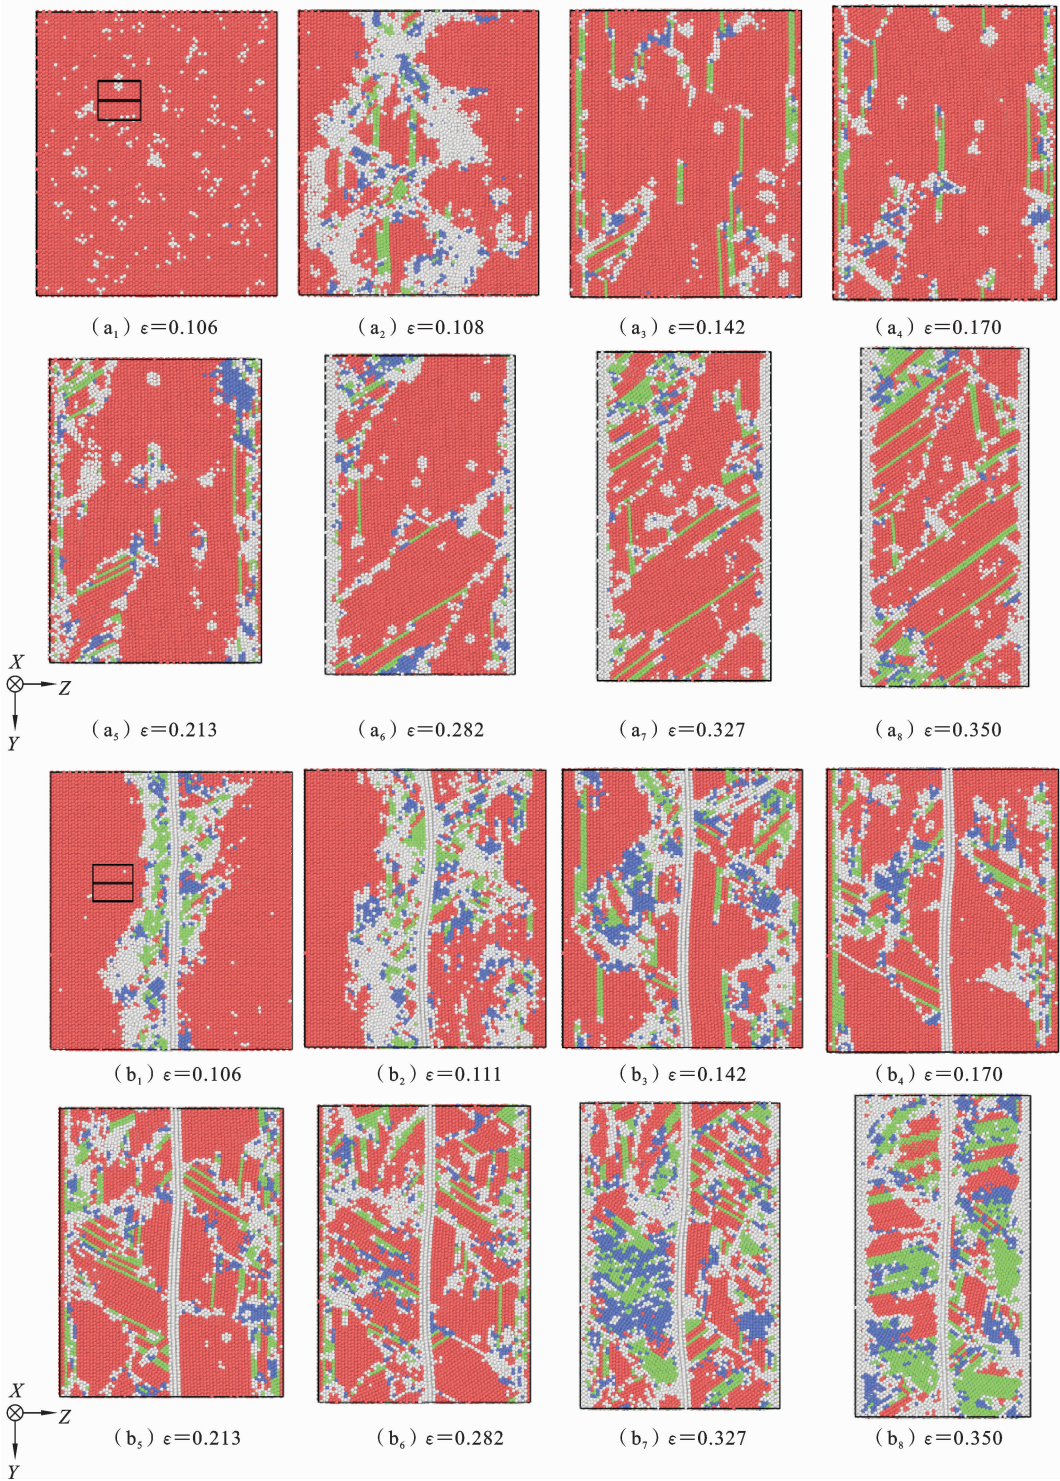 (a₁) ε=0.106 (a₂) ε=0.108 (a₃) ε=0.142 (a₄) ε=0.170
X
Z
Y
(a₅) ε=0.213 (a₆) ε=0.282 (a₇) ε=0.327 (a₈) ε=0.350
(b₁) ε=0.106 (b₂) ε=0.111 (b₃) ε=0.142 (b₄) ε=0.170
X
Z
Y
(b₅) ε=0.213 (b₆) ε=0.282 (b₇) ε=0.327 (b₈) ε=0.350